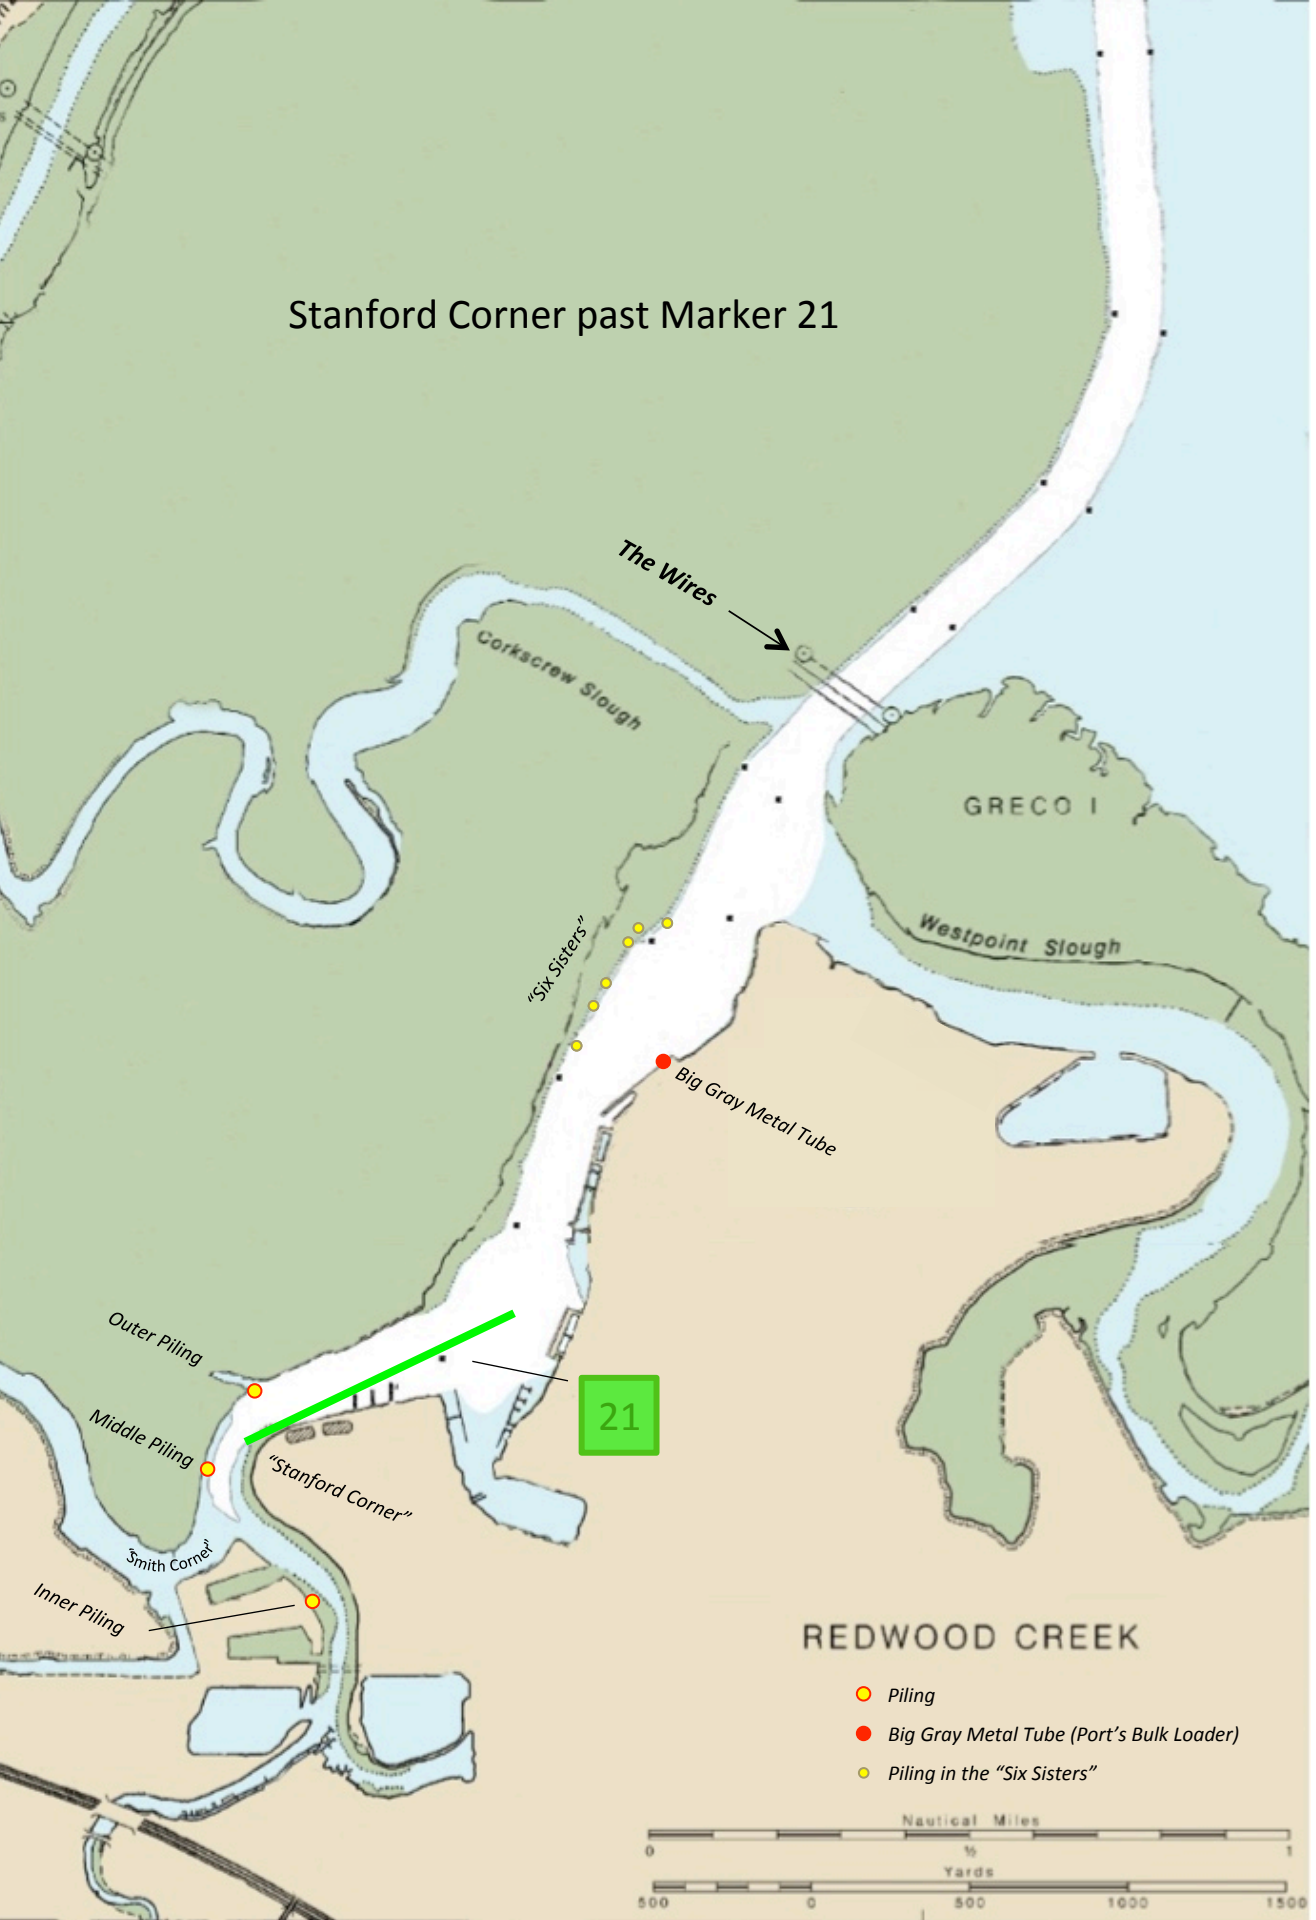 Stanford Corner past Marker 21
The Wires
Corkscrew Slough
GRECO I
"Six Sisters"
Westpoint Slough
Big Gray Metal Tube
Outer Piling
21
Middle Piling
"Stanford Corner"
"Smith Corner"
Inner Piling
REDWOOD CREEK
Piling
Big Gray Metal Tube (Port's Bulk Loader)
Piling in the "Six Sisters"
Nautical Miles
0 ½ 1
Yards
500 0 500 1000 1500